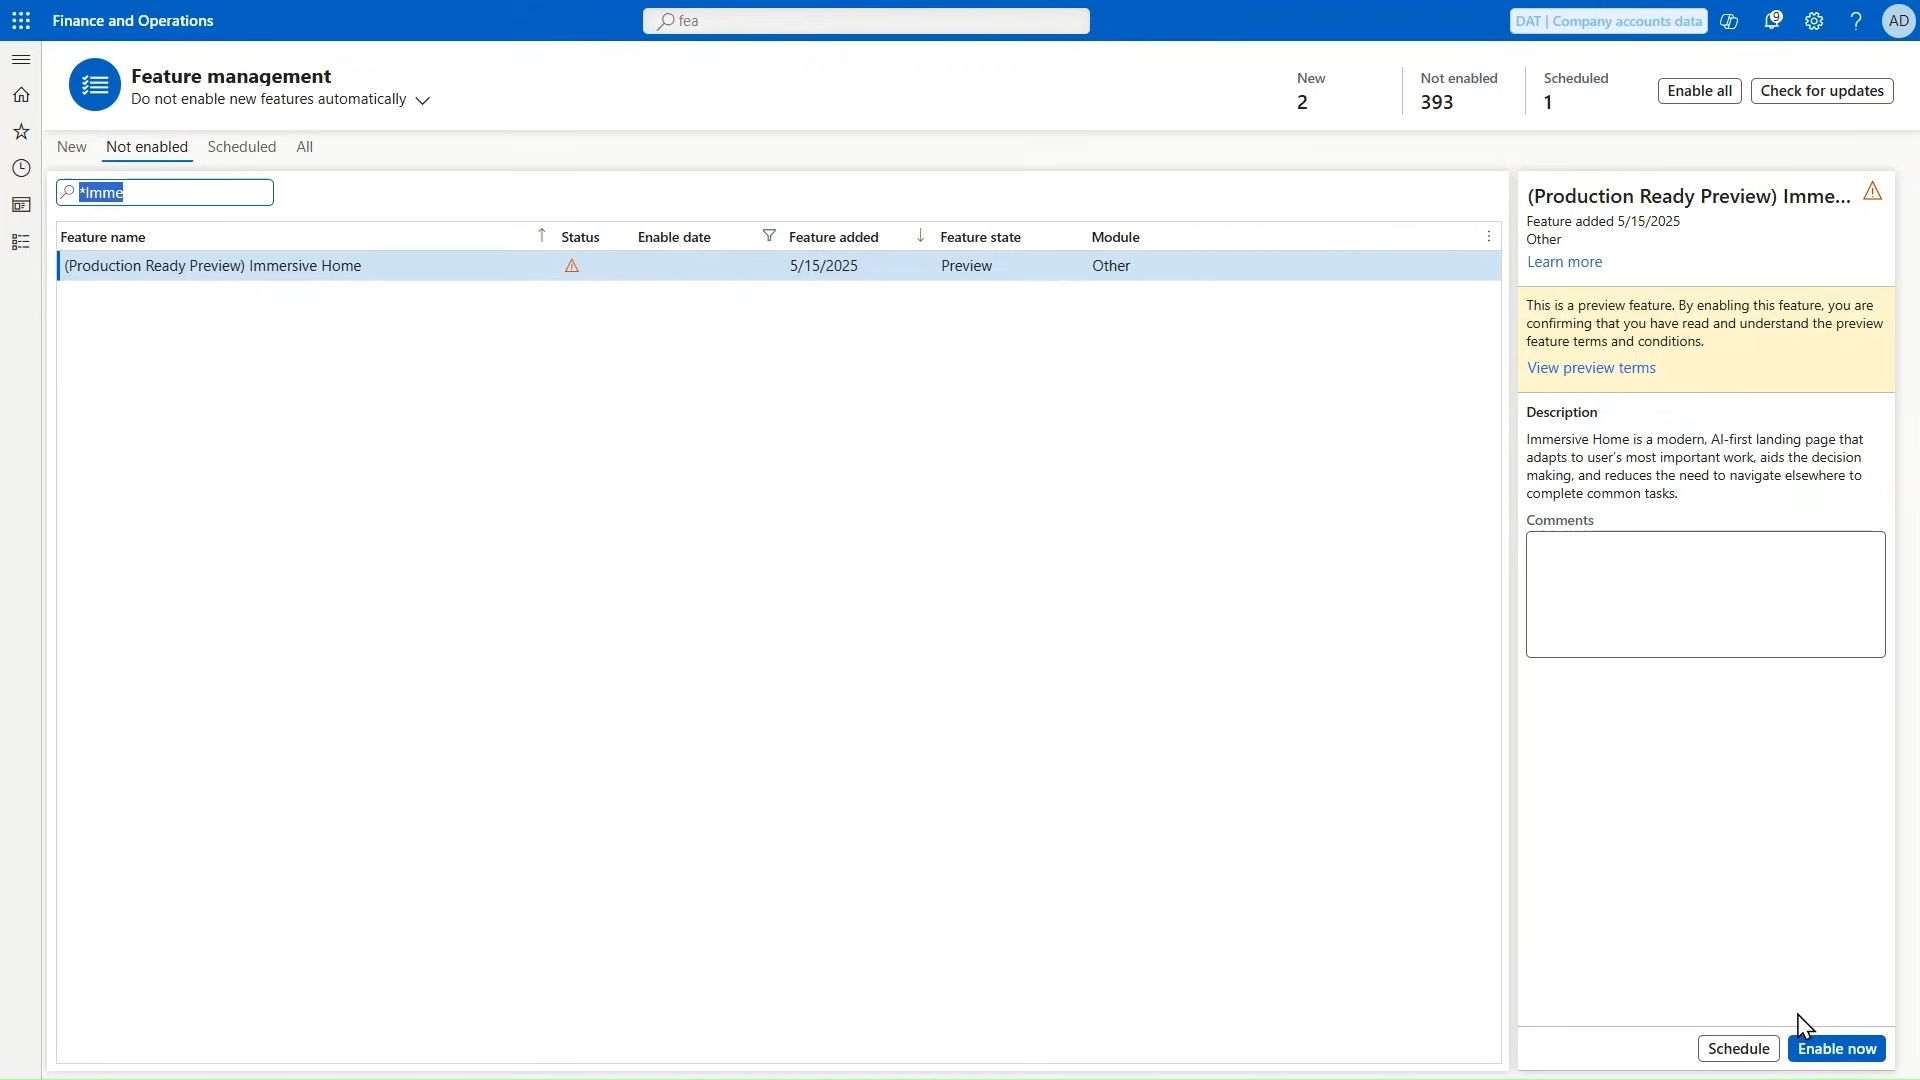 Finance and Operations
fea
DAT | Company accounts data
9
AD
Feature management
Do not enable new features automatically
New
2
Not enabled
393
Scheduled
1
Enable all
Check for updates
New
Not enabled
Scheduled
All
*Imme
Feature name
Status
Enable date
Feature added
Feature state
Module
(Production Ready Preview) Immersive Home
5/15/2025
Preview
Other
(Production Ready Preview) Imme...
Feature added 5/15/2025
Other
Learn more
This is a preview feature. By enabling this feature, you are
confirming that you have read and understand the preview
feature terms and conditions.
View preview terms
Description
Immersive Home is a modern, AI-first landing page that
adapts to user's most important work, aids the decision
making, and reduces the need to navigate elsewhere to
complete common tasks.
Comments
Schedule
Enable now